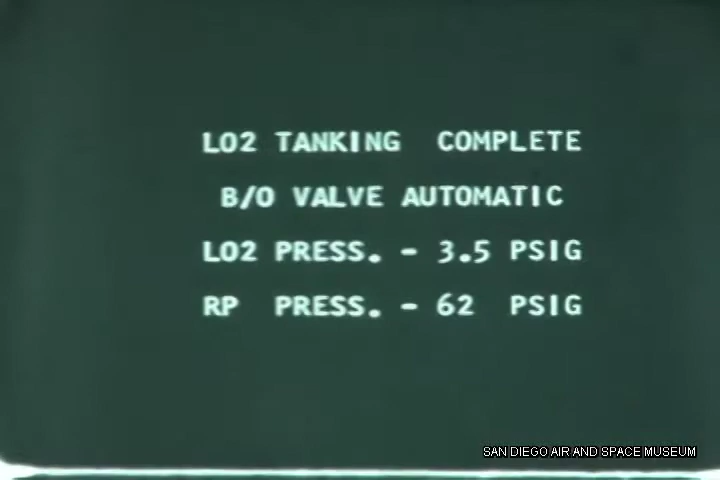 LO2 TANKING COMPLETE
B/O VALVE AUTOMATIC
LO2 PRESS. - 3.5 PSIG
RP PRESS. - 62 PSIG
SAN DIEGO AIR AND SPACE MUSEUM